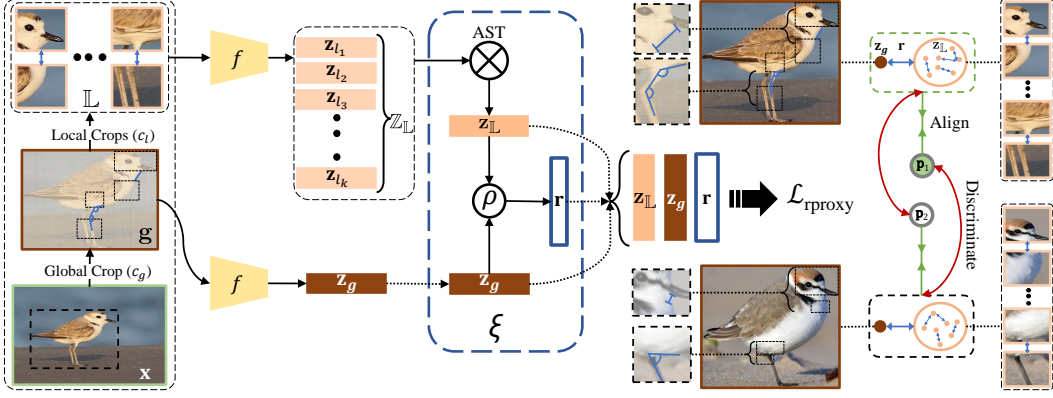 𝕃
Local Crops (c_l)
g
Global Crop (c_g)
x
f
f
z_{l_1}
z_{l_2}
z_{l_3}
z_{l_k}
ℤ_𝕃
z_g
AST
z_𝕃
ρ
r
z_g
ξ
z_𝕃
z_g
r
ℒ_rproxy
z_g r z_𝕃
Align
p_1
p_2
Discriminate